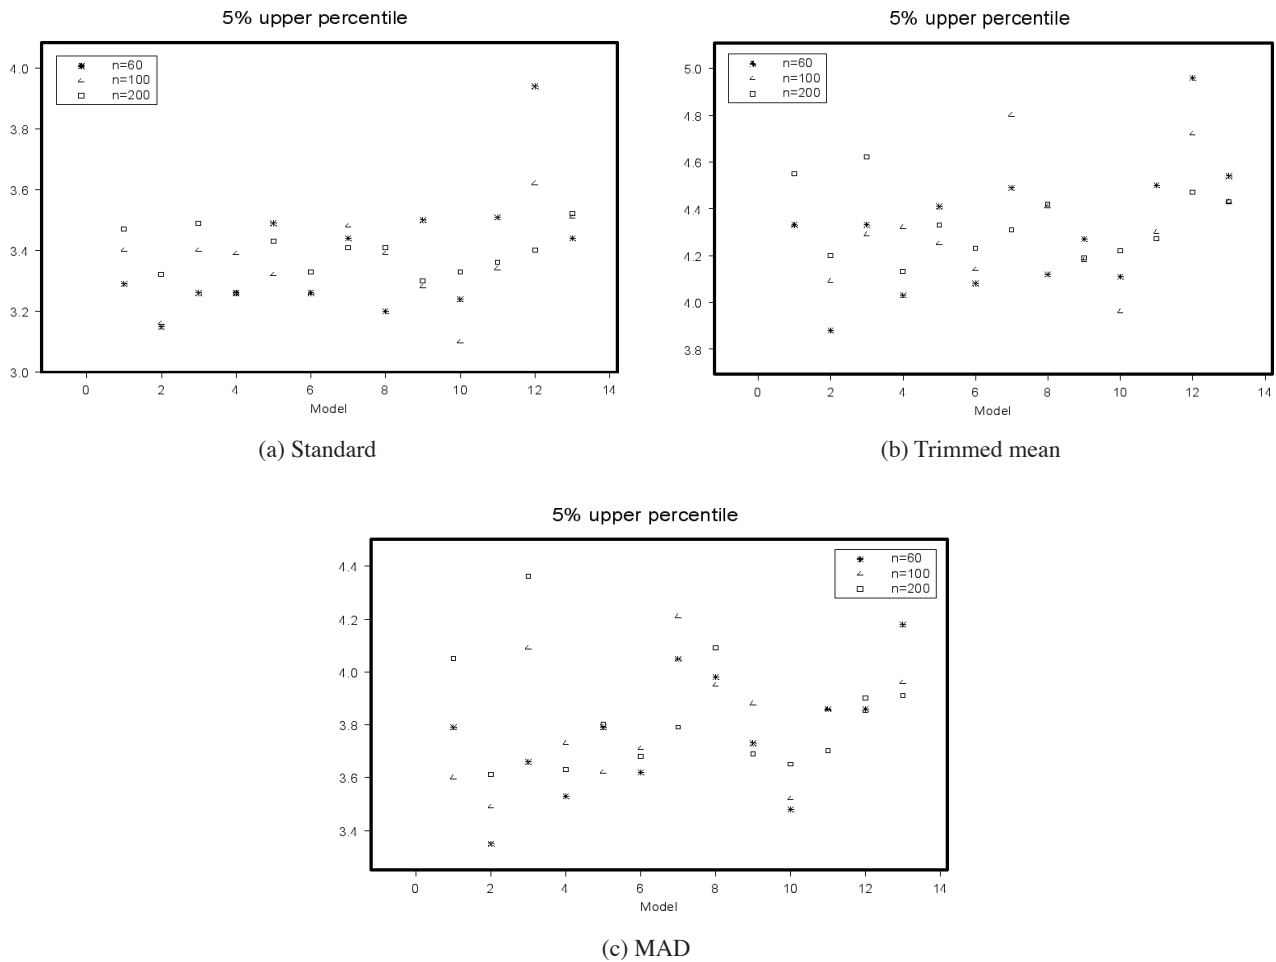 5% upper percentile
n=60
n=100
n=200
4.0
3.8
3.6
3.4
3.2
3.0
0 2 4 6 8 10 12 14
Model
(a) Standard
5% upper percentile
n=60
n=100
n=200
5.0
4.8
4.6
4.4
4.2
4.0
3.8
0 2 4 6 8 10 12 14
Model
(b) Trimmed mean
5% upper percentile
n=60
n=100
n=200
4.4
4.2
4.0
3.8
3.6
3.4
0 2 4 6 8 10 12 14
Model
(c) MAD